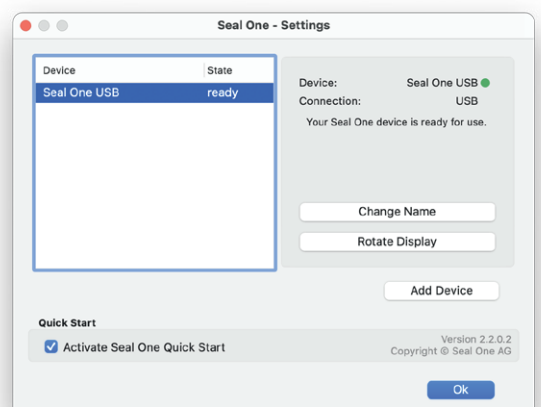 Seal One - Settings
Device State
Seal One USB ready
Device: Seal One USB
Connection: USB
Your Seal One device is ready for use.
Change Name
Rotate Display
Add Device
Quick Start
Activate Seal One Quick Start
Version 2.2.0.2
Copyright © Seal One AG
Ok